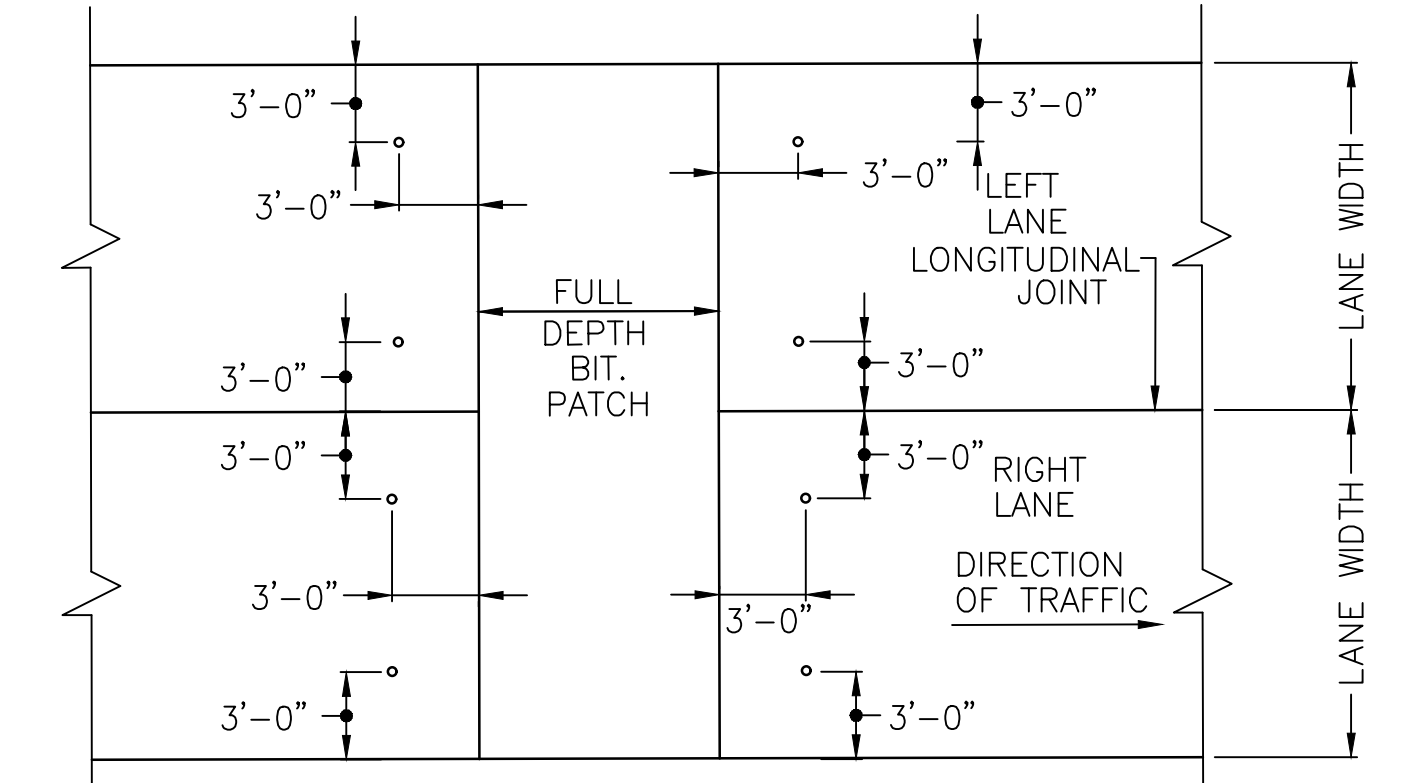 3'-0"
3'-0"
3'-0"
3'-0"
LEFT
LANE
LONGITUDINAL
JOINT
LANE WIDTH
FULL
DEPTH
BIT.
PATCH
3'-0"
3'-0"
3'-0"
3'-0"
RIGHT
LANE
LANE WIDTH
DIRECTION
OF TRAFFIC
3'-0"
3'-0"
3'-0"
3'-0"